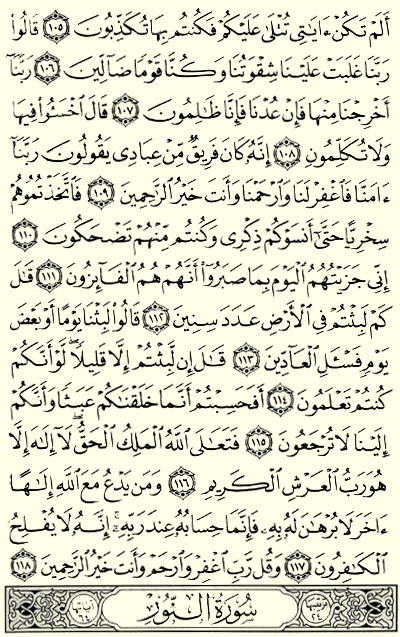 أَلَمْ تَكُنْ ءَايَٰتِى تُتْلَىٰ عَلَيْكُمْ فَكُنتُم بِهَا تُكَذِّبُونَ ١٠٥ قَالُوا۟
رَبَّنَا غَلَبَتْ عَلَيْنَا شِقْوَتُنَا وَكُنَّا قَوْمًا ضَآلِّينَ ١٠٦ رَبَّنَآ
أَخْرِجْنَا مِنْهَا فَإِنْ عُدْنَا فَإِنَّا ظَٰلِمُونَ ١٠٧ قَالَ ٱخْسَـُٔوا۟ فِيهَا
وَلَا تُكَلِّمُونِ ١٠٨ إِنَّهُۥ كَانَ فَرِيقٌ مِّنْ عِبَادِى يَقُولُونَ رَبَّنَآ
ءَامَنَّا فَٱغْفِرْ لَنَا وَٱرْحَمْنَا وَأَنتَ خَيْرُ ٱلرَّٰحِمِينَ ١٠٩ فَٱتَّخَذْتُمُوهُمْ
سِخْرِيًّا حَتَّىٰٓ أَنسَوْكُمْ ذِكْرِى وَكُنتُم مِّنْهُمْ تَضْحَكُونَ ١١٠
إِنِّى جَزَيْتُهُمُ ٱلْيَوْمَ بِمَا صَبَرُوٓا۟ أَنَّهُمْ هُمُ ٱلْفَآئِزُونَ ١١١ قَٰلَ
كَمْ لَبِثْتُمْ فِى ٱلْأَرْضِ عَدَدَ سِنِينَ ١١٢ قَالُوا۟ لَبِثْنَا يَوْمًا أَوْ بَعْضَ
يَوْمٍ فَسْـَٔلِ ٱلْعَآدِّينَ ١١٣ قَٰلَ إِن لَّبِثْتُمْ إِلَّا قَلِيلًا ۖ لَّوْ أَنَّكُمْ
كُنتُمْ تَعْلَمُونَ ١١٤ أَفَحَسِبْتُمْ أَنَّمَا خَلَقْنَٰكُمْ عَبَثًا وَأَنَّكُمْ
إِلَيْنَا لَا تُرْجَعُونَ ١١٥ فَتَعَٰلَى ٱللَّهُ ٱلْمَلِكُ ٱلْحَقُّ ۖ لَآ إِلَٰهَ إِلَّا
هُوَ رَبُّ ٱلْعَرْشِ ٱلْكَرِيمِ ١١٦ وَمَن يَدْعُ مَعَ ٱللَّهِ إِلَٰهًا
ءَاخَرَ لَا بُرْهَٰنَ لَهُۥ بِهِۦ فَإِنَّمَا حِسَابُهُۥ عِندَ رَبِّهِۦٓ ۚ إِنَّهُۥ لَا يُفْلِحُ
ٱلْكَٰفِرُونَ ١١٧ وَقُل رَّبِّ ٱغْفِرْ وَٱرْحَمْ وَأَنتَ خَيْرُ ٱلرَّٰحِمِينَ ١١٨
ترتيبها ٢٤ سُورَةُ النُّورِ آياتها ٦٤